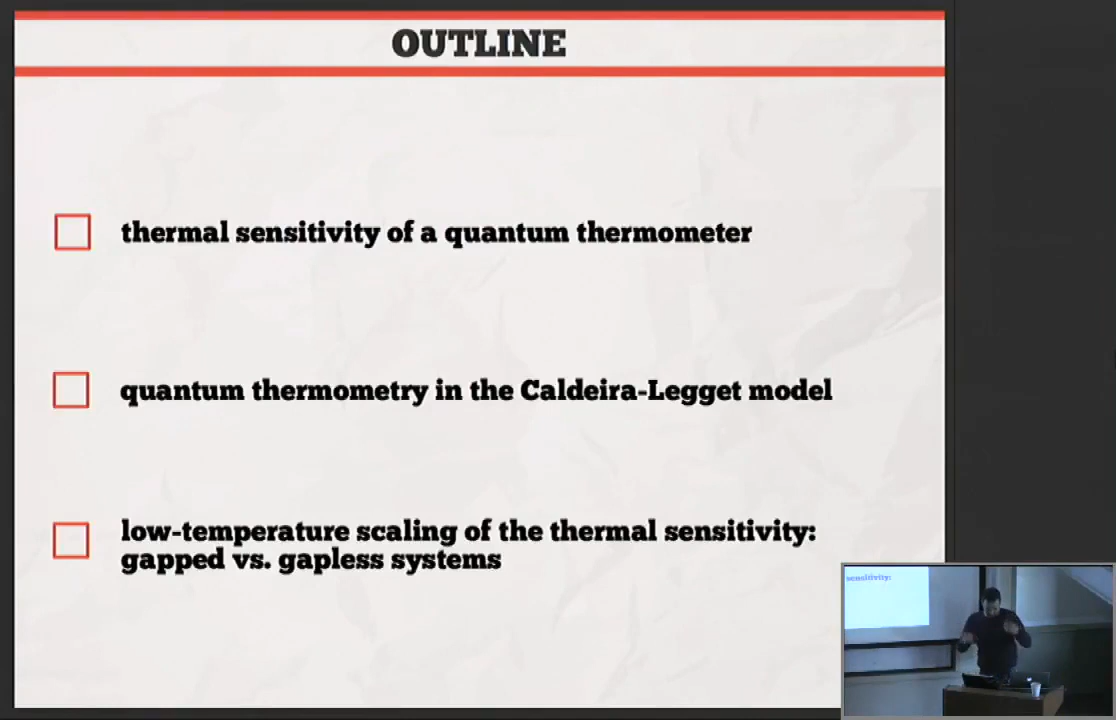 OUTLINE
thermal sensitivity of a quantum thermometer
quantum thermometry in the Caldeira-Legget model
low-temperature scaling of the thermal sensitivity:
gapped vs. gapless systems
sensitivity: